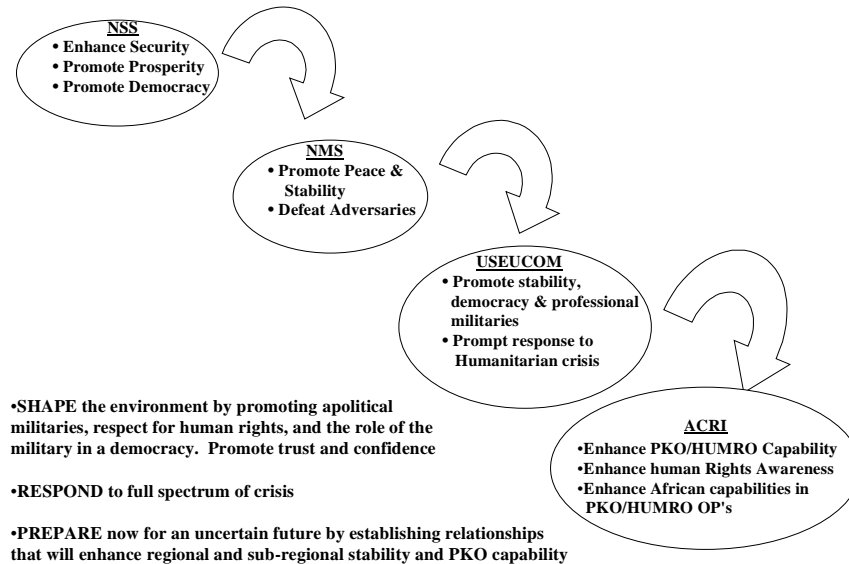 NSS
• Enhance Security
• Promote Prosperity
• Promote Democracy
NMS
• Promote Peace &
Stability
• Defeat Adversaries
USEUCOM
• Promote stability,
democracy & professional
militaries
• Prompt response to
Humanitarian crisis
ACRI
•Enhance PKO/HUMRO Capability
•Enhance human Rights Awareness
•Enhance African capabilities in
PKO/HUMRO OP's
•SHAPE the environment by promoting apolitical
militaries, respect for human rights, and the role of the
military in a democracy.  Promote trust and confidence
•RESPOND to full spectrum of crisis
•PREPARE now for an uncertain future by establishing relationships
that will enhance regional and sub-regional stability and PKO capability